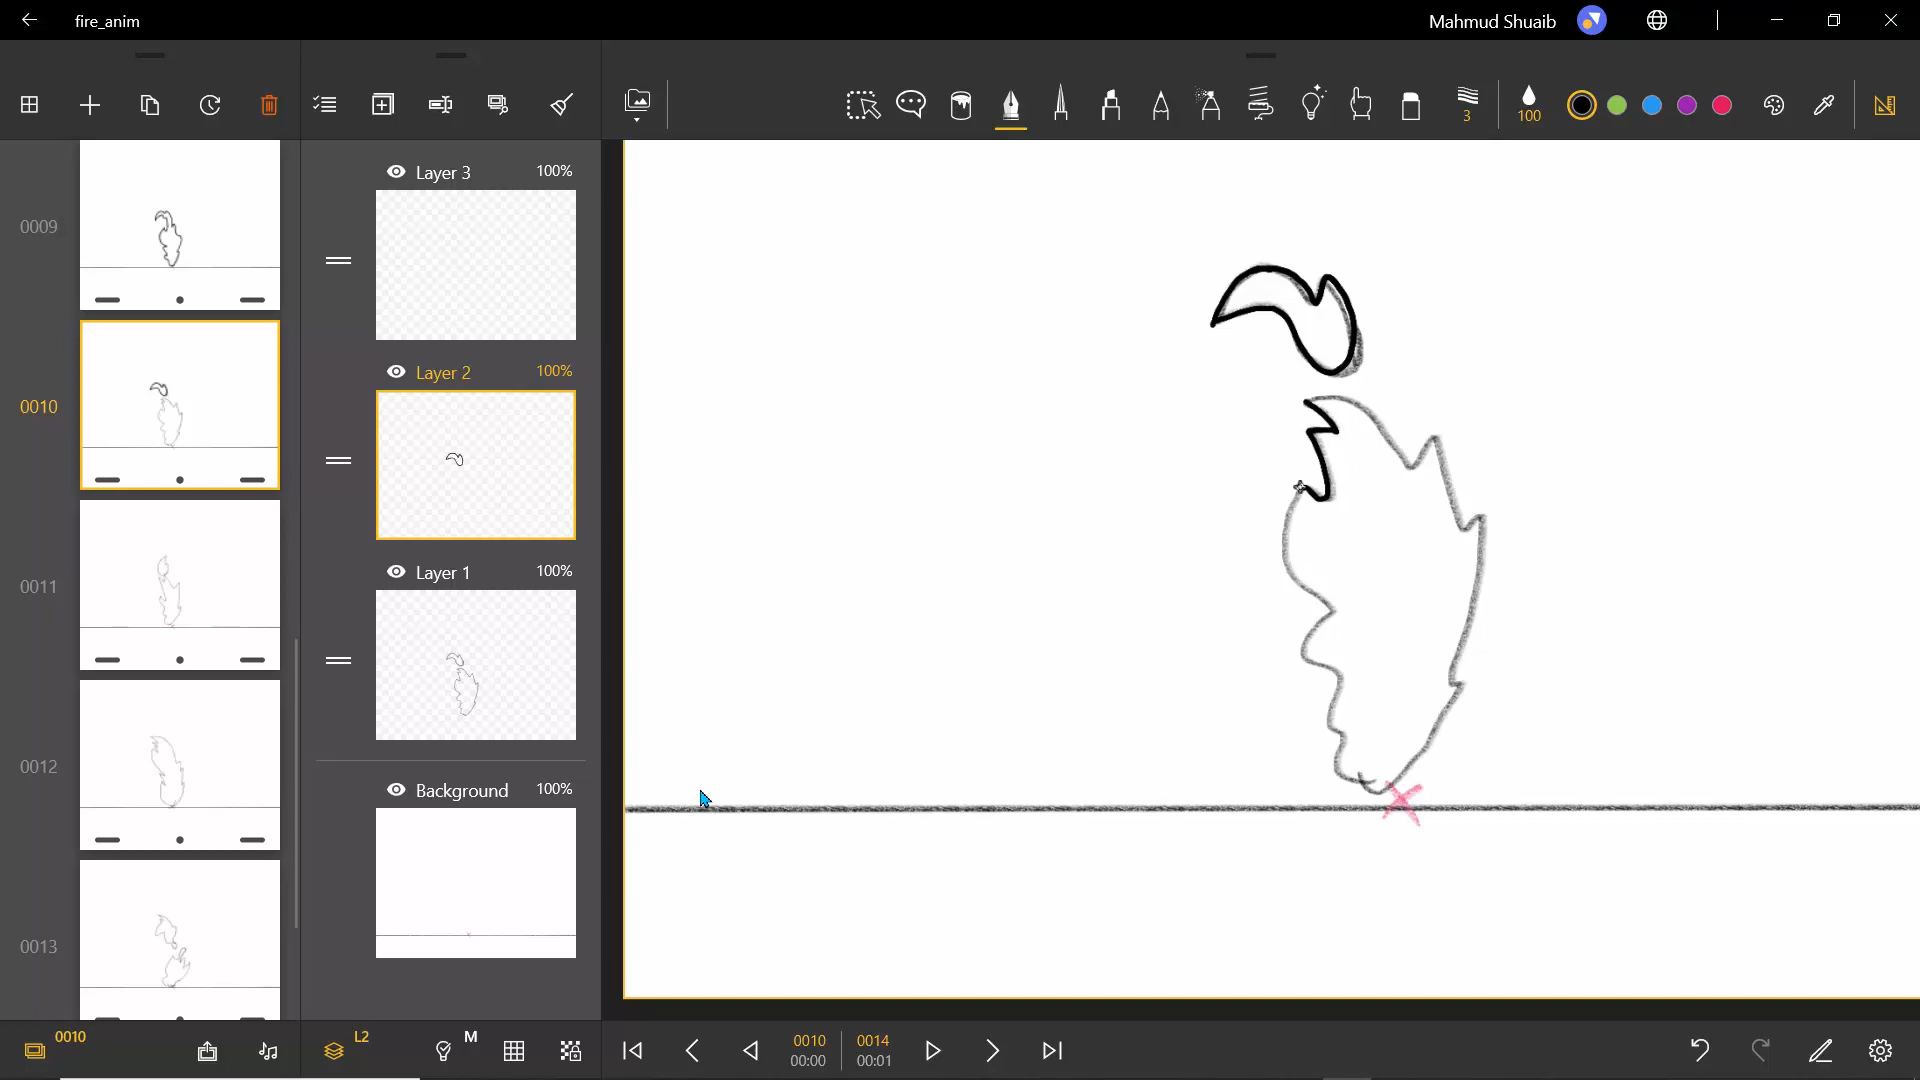 fire_anim
Mahmud Shuaib
3
100
0009
0010
0011
0012
0013
Layer 3 100%
Layer 2 100%
Layer 1 100%
Background 100%
0010
L2
M
0010 0014
00:00 00:01